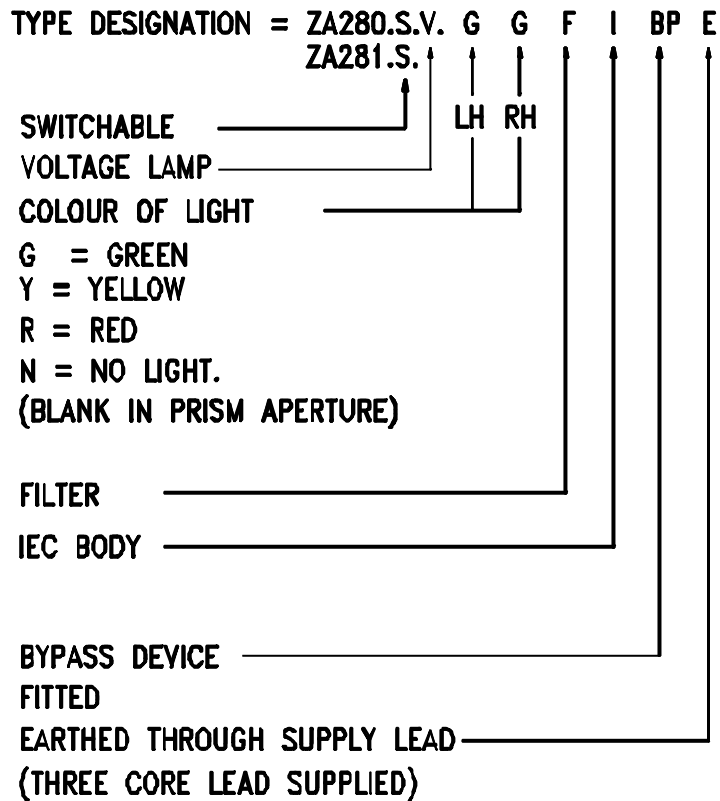 TYPE DESIGNATION = ZA280.S.V. G G F I BP E
ZA281.S.
LH RH
SWITCHABLE
VOLTAGE LAMP
COLOUR OF LIGHT
G = GREEN
Y = YELLOW
R = RED
N = NO LIGHT.
(BLANK IN PRISM APERTURE)
FILTER
IEC BODY
BYPASS DEVICE
FITTED
EARTHED THROUGH SUPPLY LEAD
(THREE CORE LEAD SUPPLIED)